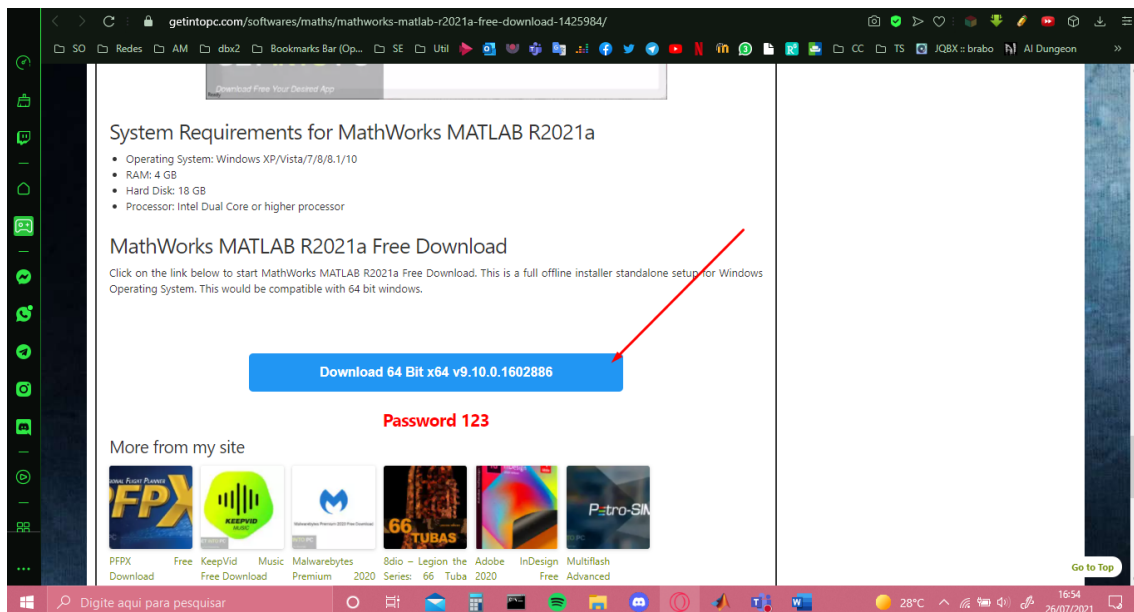 getintopc.com/softwares/maths/mathworks-matlab-r2021a-free-download-1425984/
SO Redes AM dbx2 Bookmarks Bar (Op... SE Util CC TS JQBX :: brabo AI Dungeon »
Download Free Your Desired App
System Requirements for MathWorks MATLAB R2021a
Operating System: Windows XP/Vista/7/8/8.1/10
RAM: 4 GB
Hard Disk: 18 GB
Processor: Intel Dual Core or higher processor
MathWorks MATLAB R2021a Free Download
Click on the link below to start MathWorks MATLAB R2021a Free Download. This is a full offline installer standalone setup for Windows
Operating System. This would be compatible with 64 bit windows.
Download 64 Bit x64 v9.10.0.1602886
Password 123
More from my site
KEEPVID
MUSIC
66
TUBAS
PFPX Free KeepVid Music Malwarebytes 8dio – Legion the Adobe InDesign Multiflash
Download Free Download Premium 2020 Series: 66 Tuba 2020 Free Advanced
Go to Top
Digite aqui para pesquisar
28°C
16:54
26/07/2021